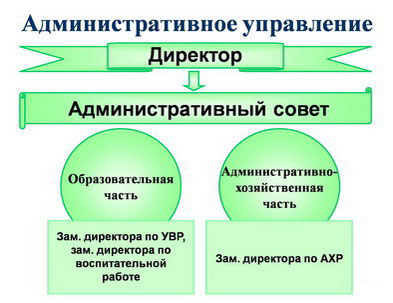 Административное управление
Директор
Административный совет
Образовательная
часть
Административно-
хозяйственная
часть
Зам. директора по УВР,
зам. директора по
воспитательной
работе
Зам. директора по АХР